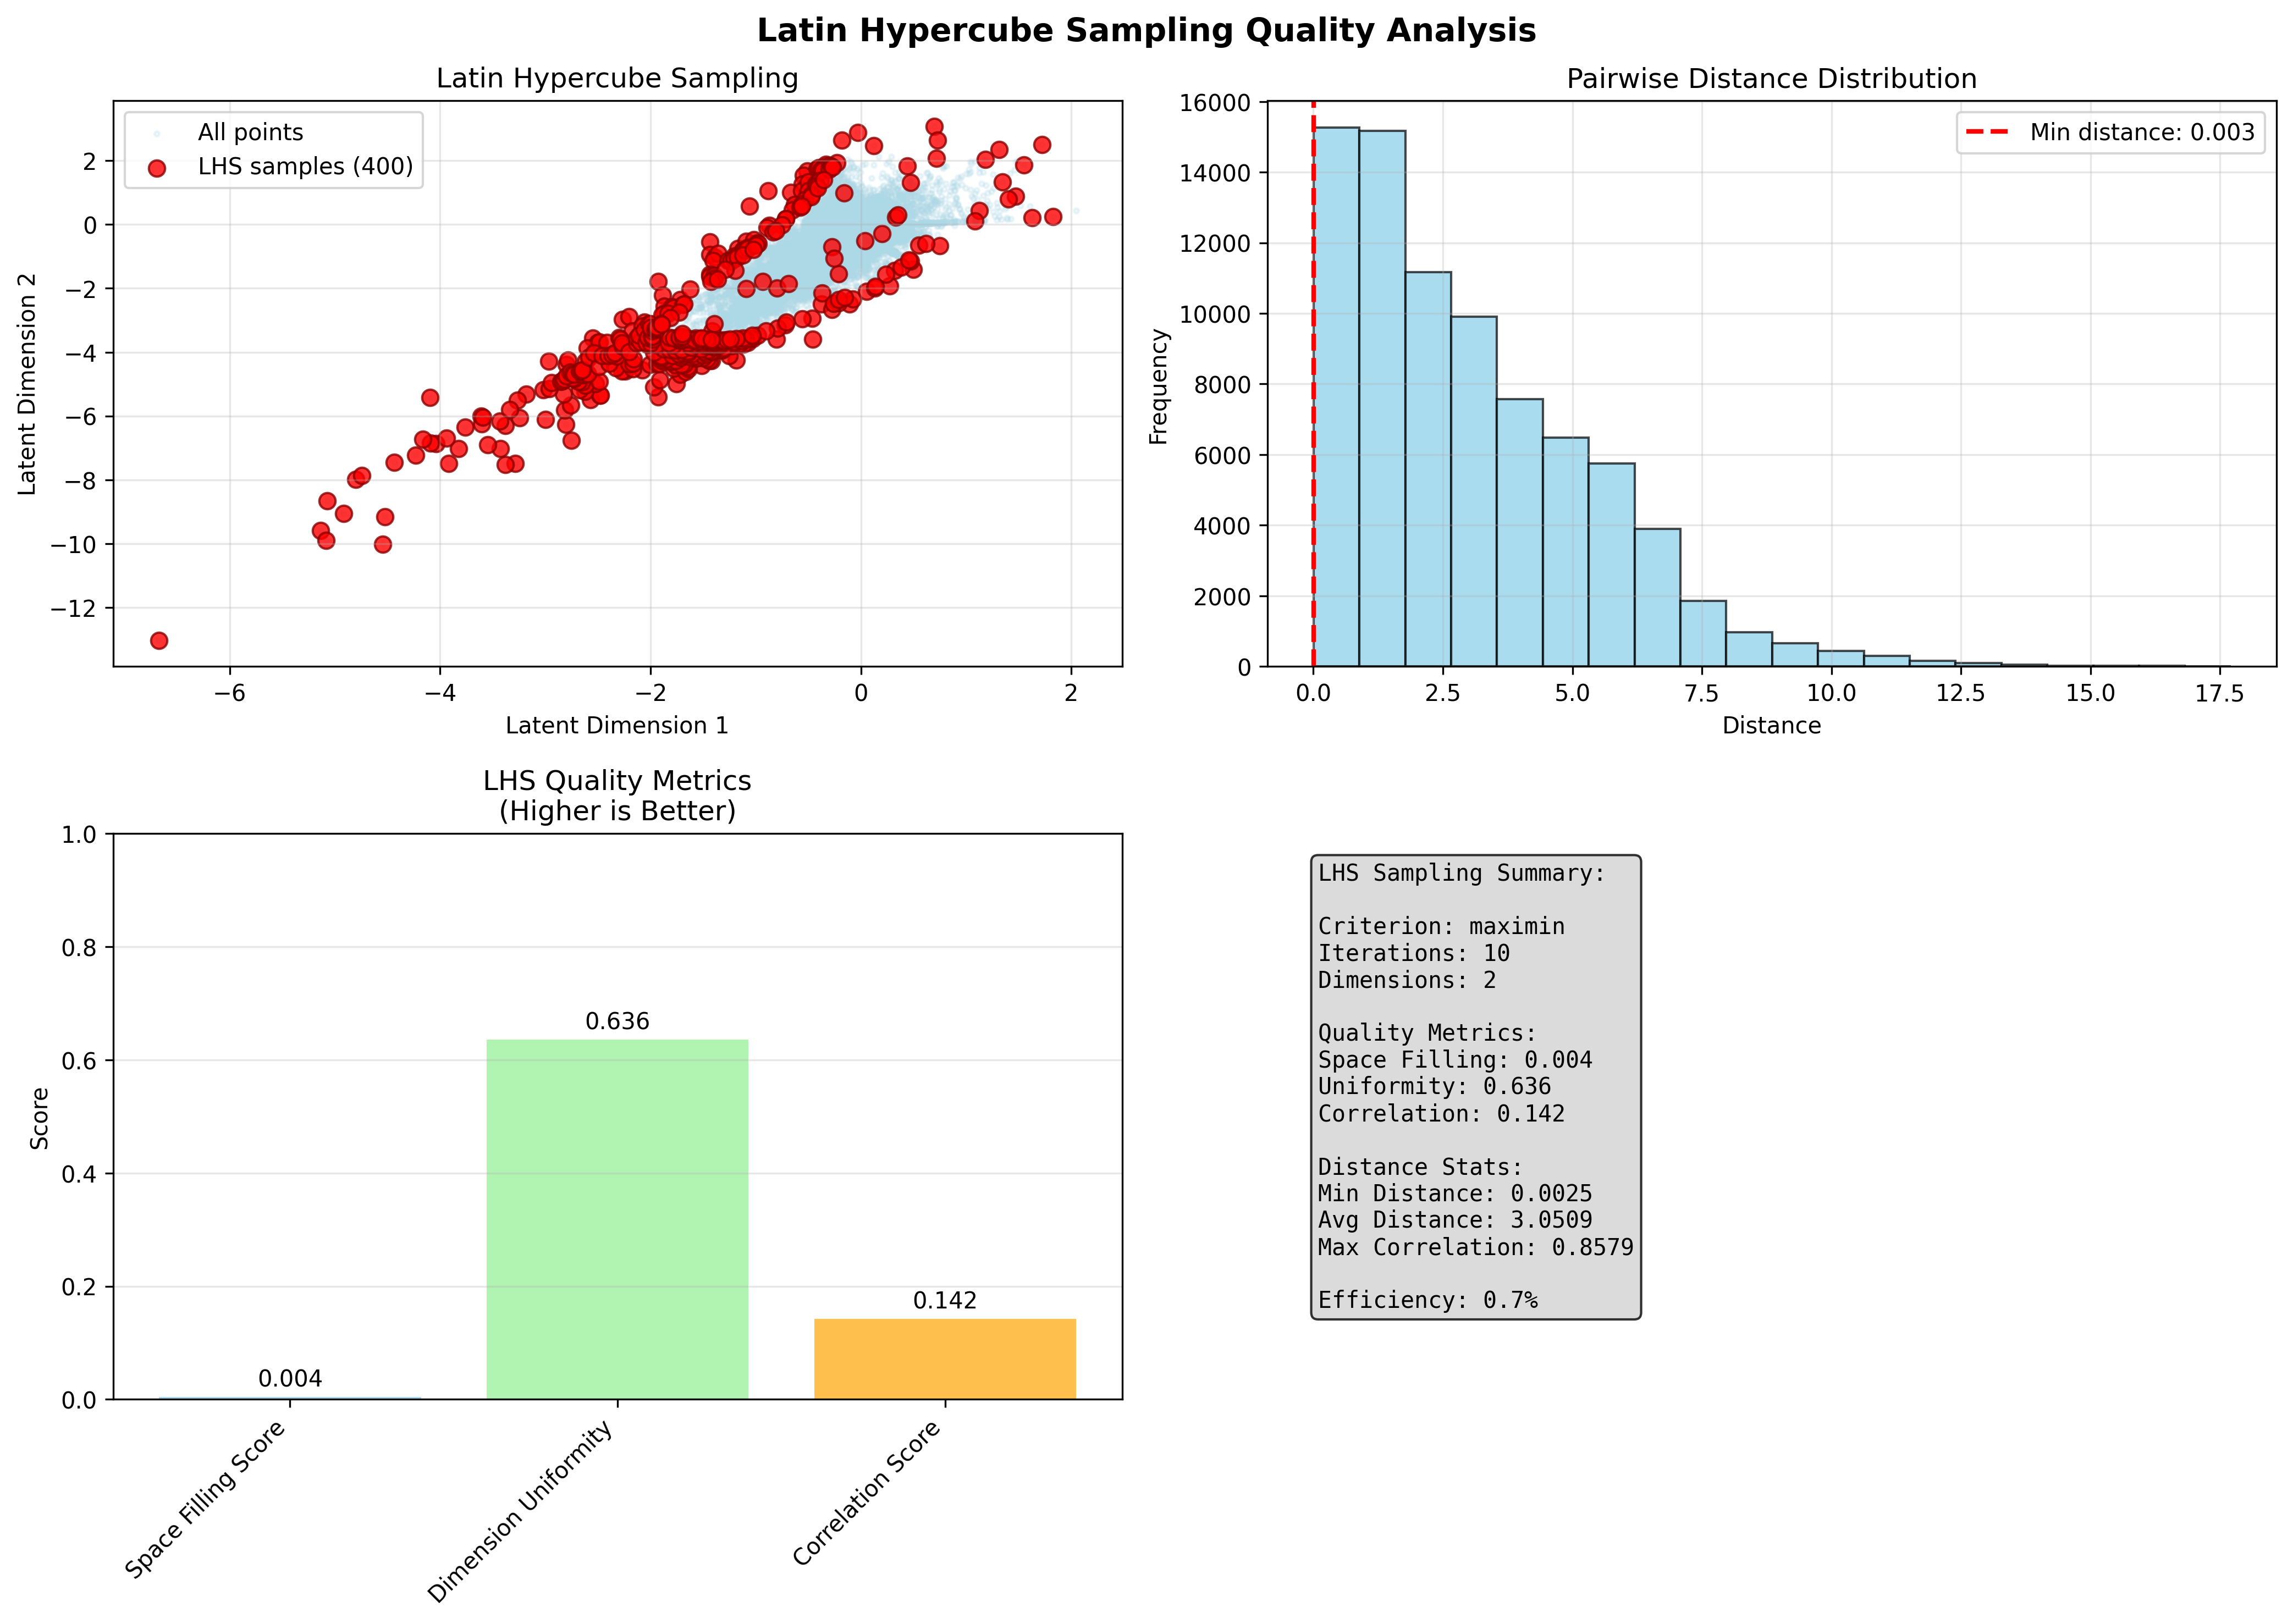 Latin Hypercube Sampling Quality Analysis
Latin Hypercube Sampling
All points
LHS samples (400)
2
0
−2
−4
−6
−8
−10
−12
−6
−4
−2
0
2
Latent Dimension 2
Latent Dimension 1
Pairwise Distance Distribution
Min distance: 0.003
16000
14000
12000
10000
8000
6000
4000
2000
0
0.0
2.5
5.0
7.5
10.0
12.5
15.0
17.5
Frequency
Distance
LHS Quality Metrics
(Higher is Better)
1.0
0.8
0.6
0.4
0.2
0.0
Score
0.004
0.636
0.142
Space Filling Score
Dimension Uniformity
Correlation Score
LHS Sampling Summary:
Criterion: maximin
Iterations: 10
Dimensions: 2
Quality Metrics:
Space Filling: 0.004
Uniformity: 0.636
Correlation: 0.142
Distance Stats:
Min Distance: 0.0025
Avg Distance: 3.0509
Max Correlation: 0.8579
Efficiency: 0.7%